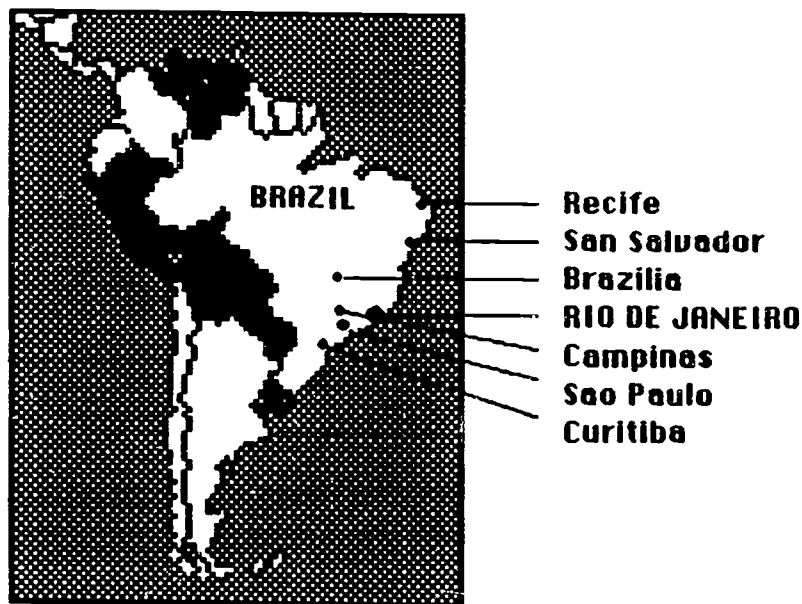 BRAZIL
Recife
San Salvador
Brazilia
RIO DE JANEIRO
Campinas
Sao Paulo
Curitiba